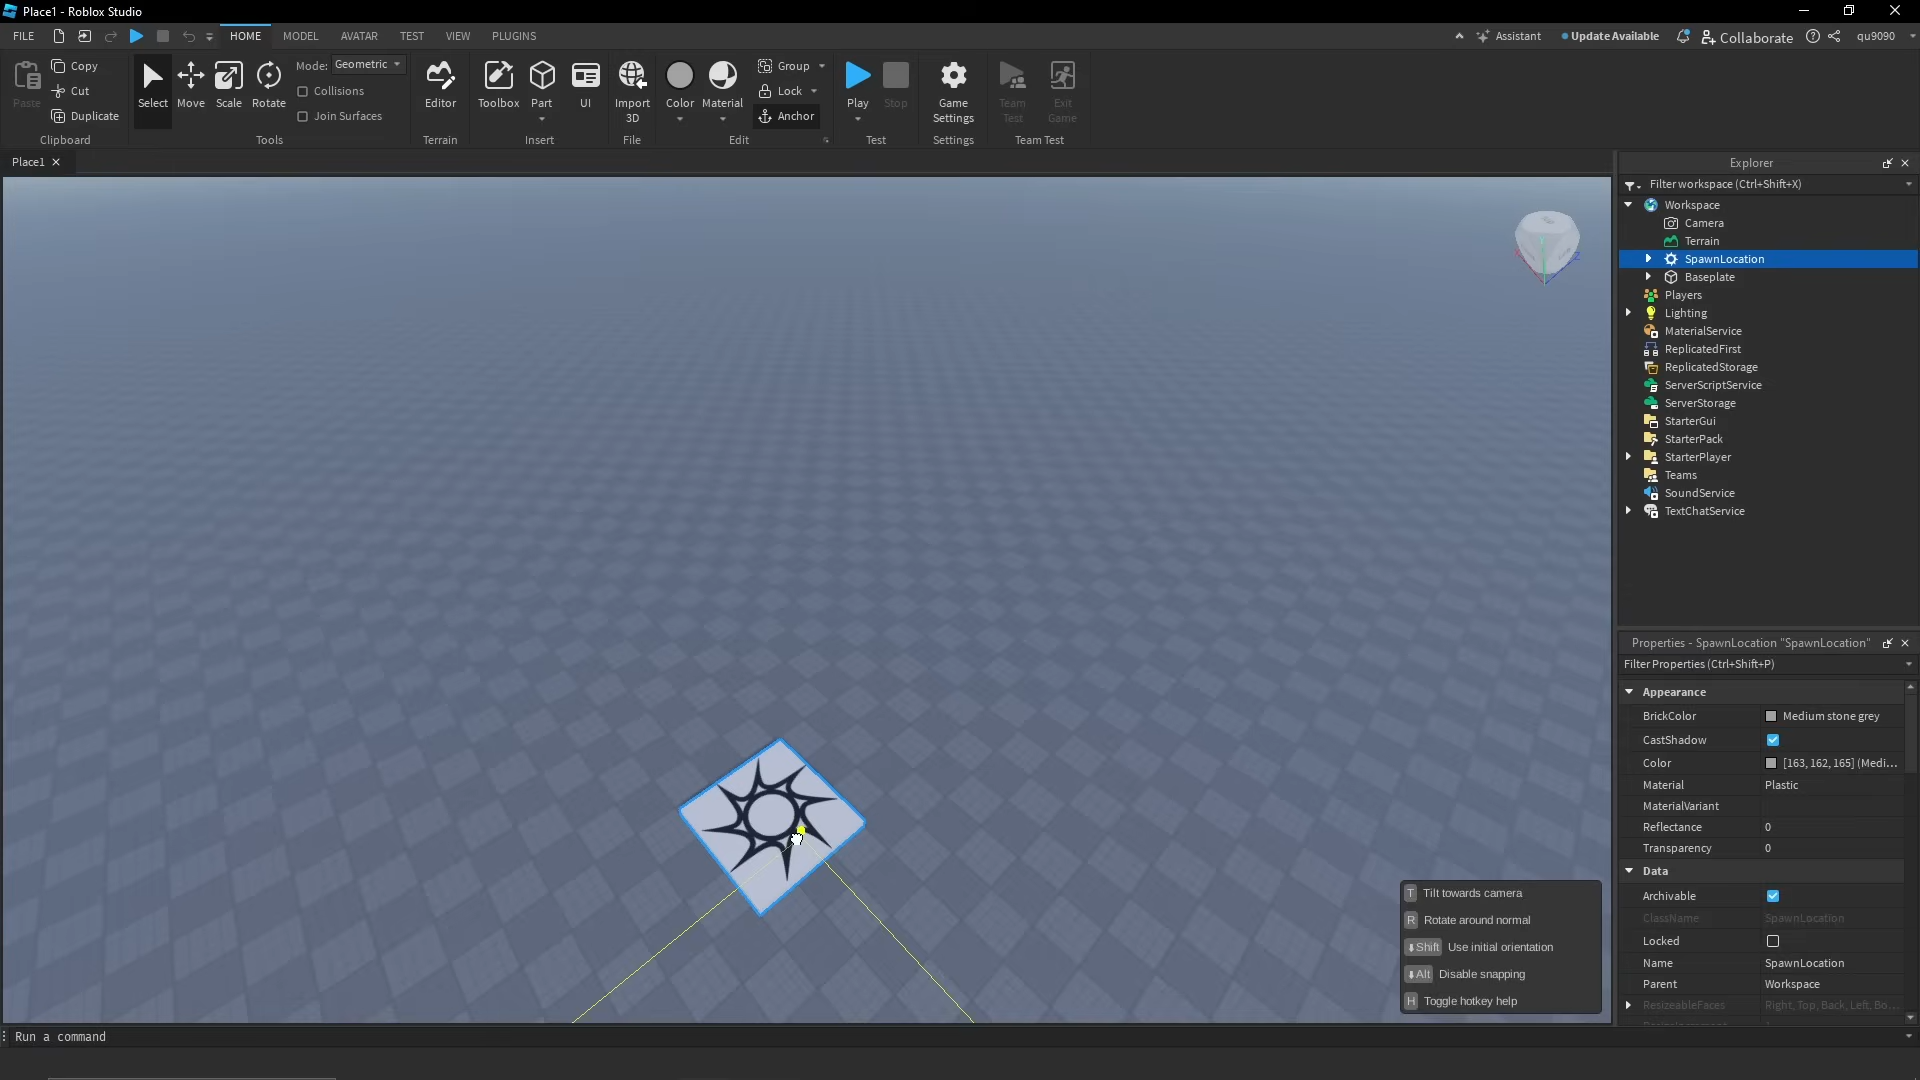 Place1 - Roblox Studio
FILE HOME MODEL AVATAR TEST VIEW PLUGINS Assistant Update Available Collaborate qu9090
Paste Copy Cut Duplicate
Clipboard
Select Move Scale Rotate
Mode: Geometric
Collisions
Join Surfaces
Tools
Editor
Terrain
Toolbox Part UI
Insert
Import 3D
File
Color Material
Group
Lock
Anchor
Edit
Play Stop
Test
Game Settings
Settings
Team Test
Exit Game
Team Test
Place1
Explorer
Filter workspace (Ctrl+Shift+X)
Workspace
Camera
Terrain
SpawnLocation
Baseplate
Players
Lighting
MaterialService
ReplicatedFirst
ReplicatedStorage
ServerScriptService
ServerStorage
StarterGui
StarterPack
StarterPlayer
Teams
SoundService
TextChatService
Properties - SpawnLocation "SpawnLocation"
Filter Properties (Ctrl+Shift+P)
Appearance
BrickColor Medium stone grey
CastShadow
Color [163, 162, 165] (Medi...
Material Plastic
MaterialVariant
Reflectance 0
Transparency 0
Data
Archivable
ClassName SpawnLocation
Locked
Name SpawnLocation
Parent Workspace
ResizeableFaces Right, Top, Back, Left, Bo...
T Tilt towards camera
R Rotate around normal
Shift Use initial orientation
Alt Disable snapping
H Toggle hotkey help
Run a command